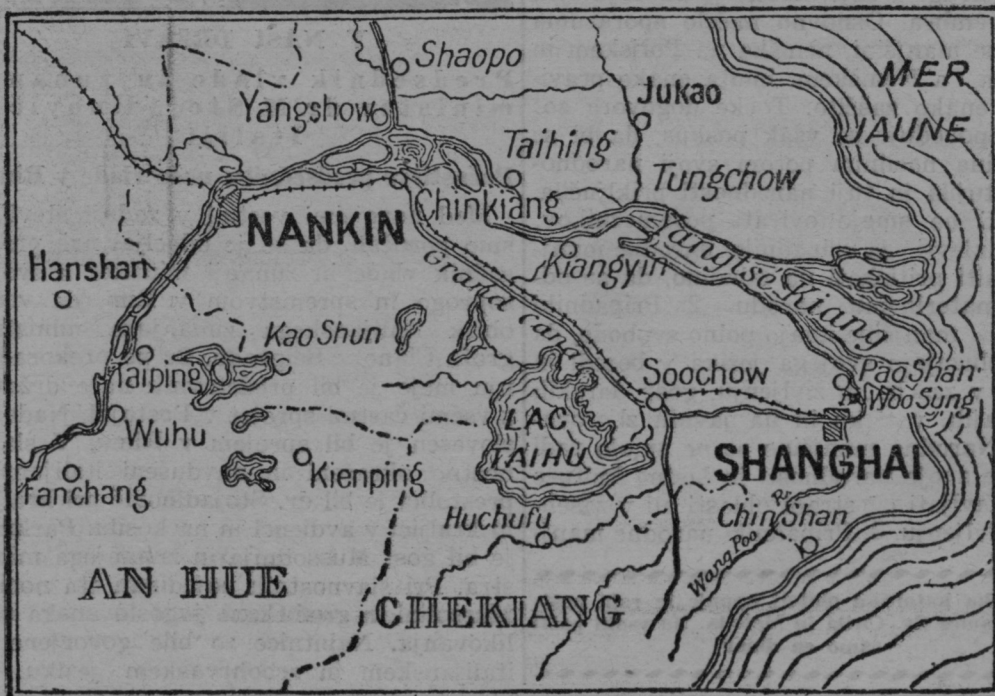 Shaopo
MER
JAUNE
Yangshow
Jukao
Taihing
Tungchow
Chinkiang
NANKIN
Hanshan
Kiangyin
Yangtsé Kiang
Grand Canal
Kao Shun
Taiping
Soochow
Pao Shan
Woo Sung
LAC
TAIHU
Wuhu
Kienping
SHANGHAI
Fanchang
Huchufu
Chin Shan
Wang Poo R.
AN HUE
CHEKIANG